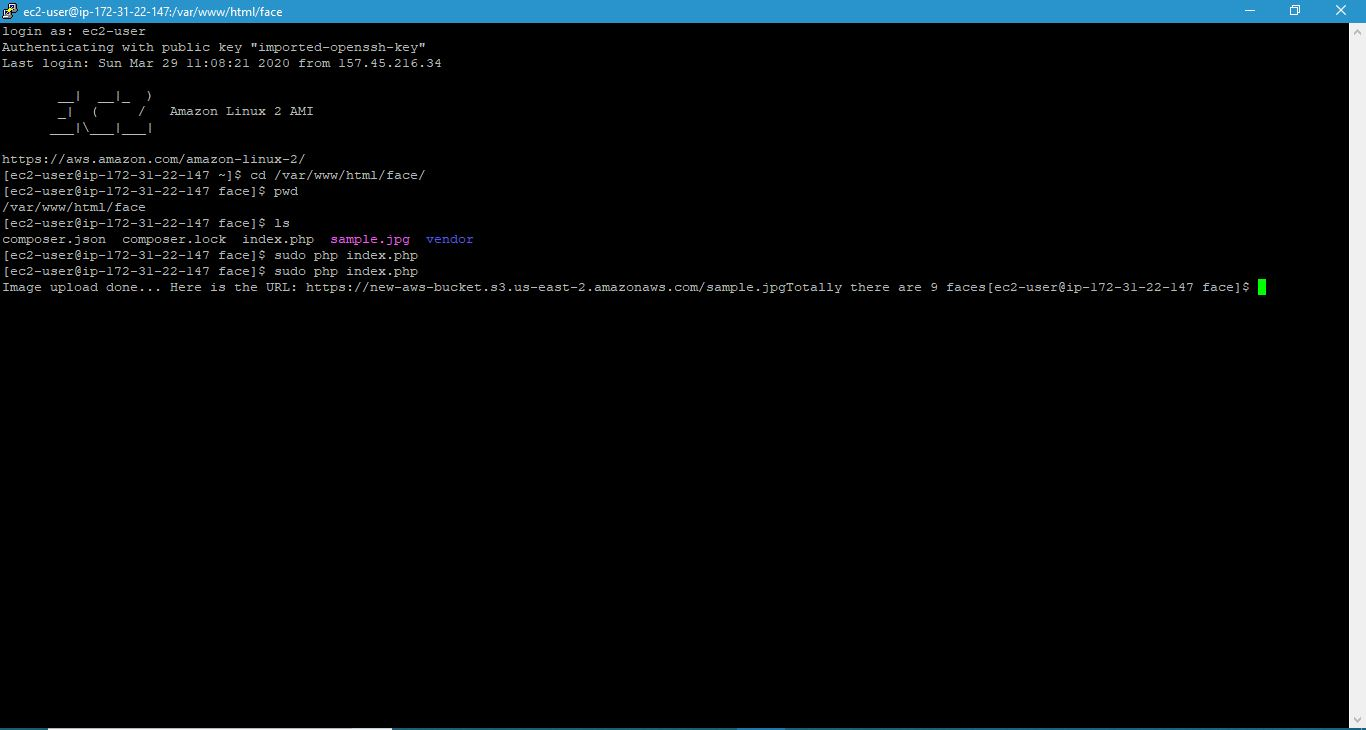 ec2-user@ip-172-31-22-147:/var/www/html/face
login as: ec2-user
Authenticating with public key "imported-openssh-key"
Last login: Sun Mar 29 11:08:21 2020 from 157.45.216.34
       __|  __|_  )
       _|  (     /   Amazon Linux 2 AMI
      ___|\___|___|
https://aws.amazon.com/amazon-linux-2/
[ec2-user@ip-172-31-22-147 ~]$ cd /var/www/html/face/
[ec2-user@ip-172-31-22-147 face]$ pwd
/var/www/html/face
[ec2-user@ip-172-31-22-147 face]$ ls
composer.json  composer.lock  index.php  sample.jpg  vendor
[ec2-user@ip-172-31-22-147 face]$ sudo php index.php
[ec2-user@ip-172-31-22-147 face]$ sudo php index.php
Image upload done... Here is the URL: https://new-aws-bucket.s3.us-east-2.amazonaws.com/sample.jpgTotally there are 9 faces[ec2-user@ip-172-31-22-147 face]$